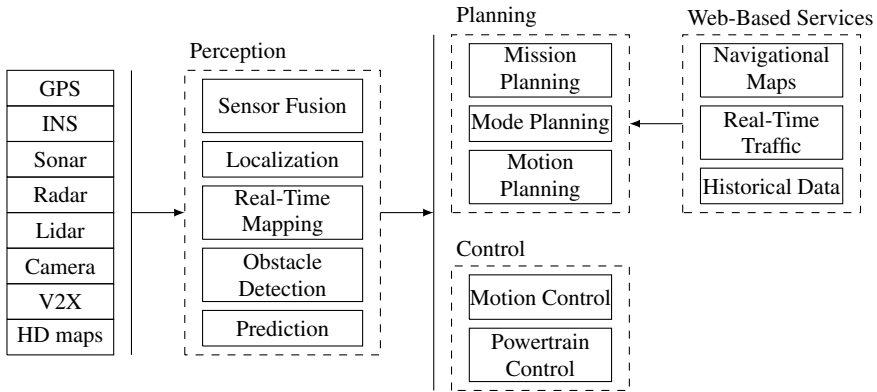 GPS
INS
Sonar
Radar
Lidar
Camera
V2X
HD maps
Perception
Sensor Fusion
Localization
Real-Time
Mapping
Obstacle
Detection
Prediction
Planning
Mission
Planning
Mode Planning
Motion
Planning
Control
Motion Control
Powertrain
Control
Web-Based Services
Navigational
Maps
Real-Time
Traffic
Historical Data